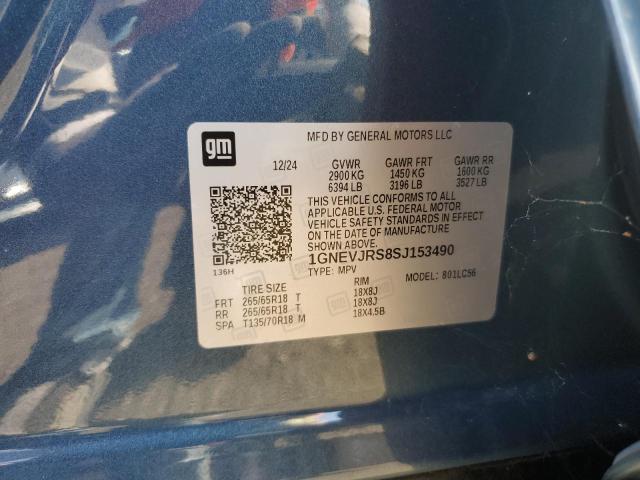 gm
MFD BY GENERAL MOTORS LLC
12/24 GVWR GAWR FRT GAWR RR
2900 KG 1450 KG 1600 KG
6394 LB 3196 LB 3527 LB
THIS VEHICLE CONFORMS TO ALL
APPLICABLE U.S. FEDERAL MOTOR
VEHICLE SAFETY STANDARDS IN EFFECT
ON THE DATE OF MANUFACTURE
SHOWN ABOVE.
1GNEVJRS8SJ153490
136H
TYPE: MPV MODEL: 801LC56
TIRE SIZE RIM
FRT 265/65R18 T 18X8J
RR 265/65R18 T 18X8J
SPA T135/70R18 M 18X4.5B